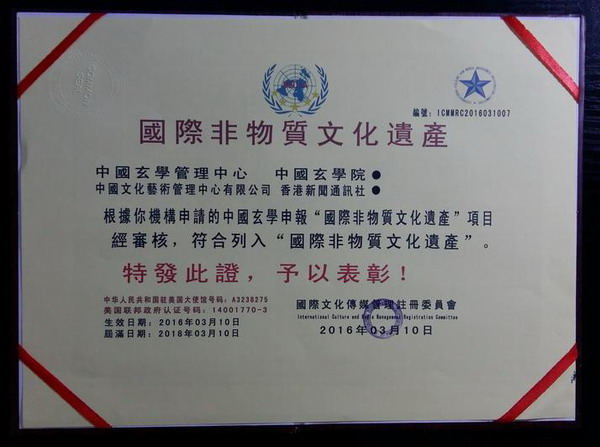 編號：ICMMRC2016031007
國際非物質文化遺產
中國玄學管理中心　中國玄學院●
中國文化藝術管理中心有限公司　香港新聞通訊社●
根據你機構申請的中國玄學申報“國際非物質文化遺產”項目
經審核，符合列入“國際非物質文化遺產”。
特發此證，予以表彰！
中华人民共和国驻美国大使馆号码：A3238275
美国联邦政府认证号码：14001770-3
生效日期：2016年03月10日
屆滿日期：2018年03月10日
國際文化傳媒管理註冊委員會
International Culture and Media Management Registration Committee
2016年03月10日